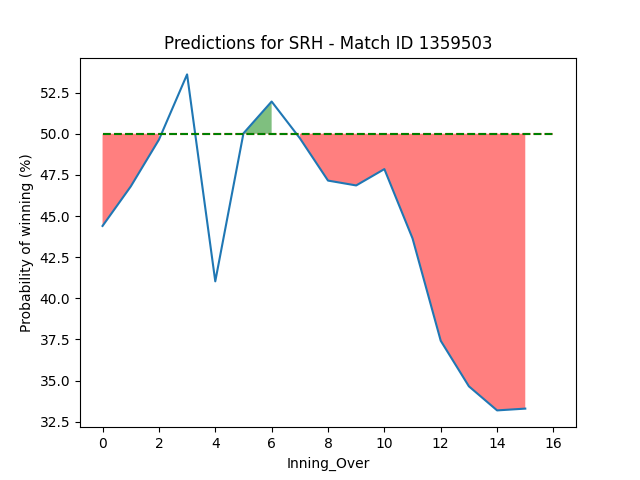 Predictions for SRH - Match ID 1359503
Probability of winning (%)
52.5
50.0
47.5
45.0
42.5
40.0
37.5
35.0
32.5
0 2 4 6 8 10 12 14 16
Inning_Over